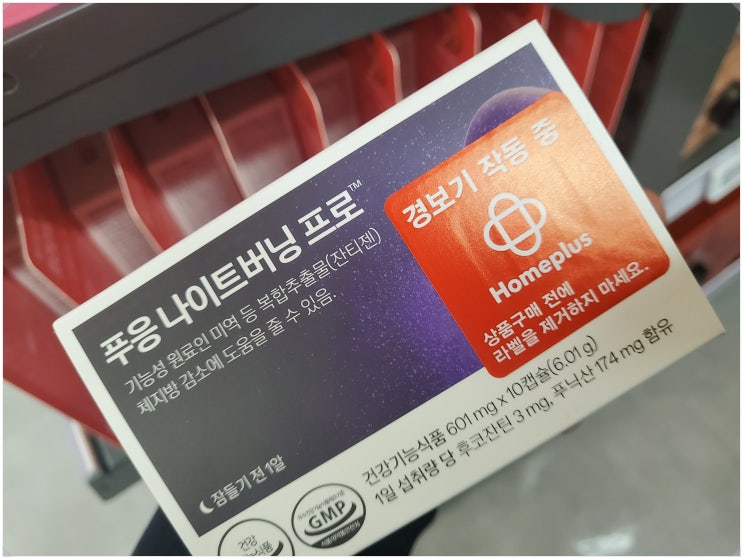 푸응 나이트버닝 프로™
기능성 원료인 미역 등 복합추출물(잔티젠)
체지방 감소에 도움을 줄 수 있음.
잠들기 전 1알
경보기 작동 중
Homeplus
상품구매 전에
라벨을 제거하지 마세요.
건강기능식품 601 mg x 10캡슐(6.01 g)
1일 섭취량 당 후코잔틴 3 mg, 푸닉산 174 mg 함유
건강
GMP